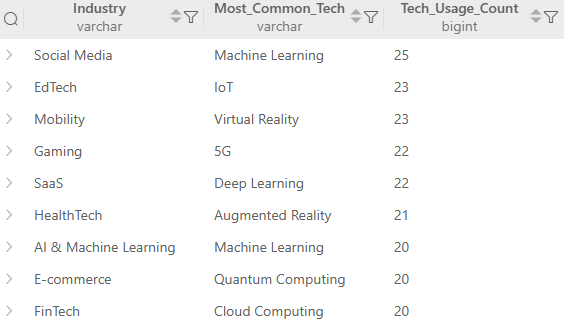 Industry Most_Common_Tech Tech_Usage_Count
varchar varchar bigint
Social Media Machine Learning 25
EdTech IoT 23
Mobility Virtual Reality 23
Gaming 5G 22
SaaS Deep Learning 22
HealthTech Augmented Reality 21
AI & Machine Learning Machine Learning 20
E-commerce Quantum Computing 20
FinTech Cloud Computing 20